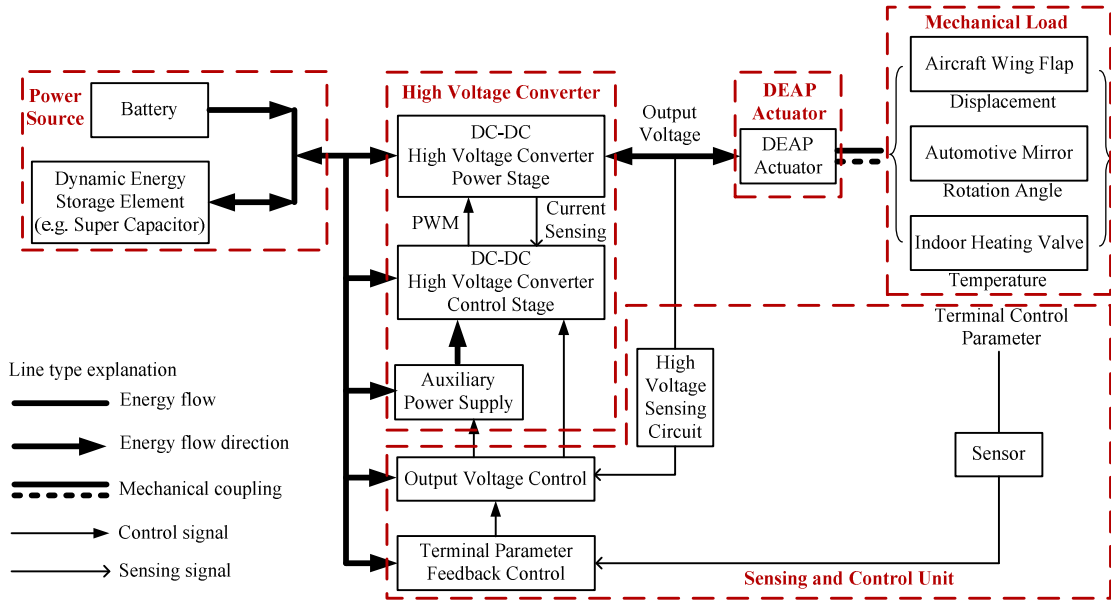 Power
Source
Battery
Dynamic Energy
Storage Element
(e.g. Super Capacitor)
High Voltage Converter
DC-DC
High Voltage Converter
Power Stage
PWM
Current
Sensing
DC-DC
High Voltage Converter
Control Stage
Auxiliary
Power Supply
Output
Voltage
DEAP
Actuator
DEAP
Actuator
Mechanical Load
Aircraft Wing Flap
Displacement
Automotive Mirror
Rotation Angle
Indoor Heating Valve
Temperature
Terminal Control
Parameter
High
Voltage
Sensing
Circuit
Sensor
Output Voltage Control
Terminal Parameter
Feedback Control
Sensing and Control Unit
Line type explanation
Energy flow
Energy flow direction
Mechanical coupling
Control signal
Sensing signal